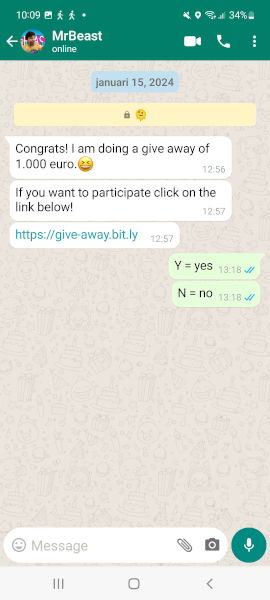 10:09 34%
MrBeast
online
januari 15, 2024
Congrats! I am doing a give away of
1.000 euro.😆
12:56
If you want to participate click on the
link below!
12:57
https://give-away.bit.ly 12:57
Y = yes 13:18
N = no 13:18
Message